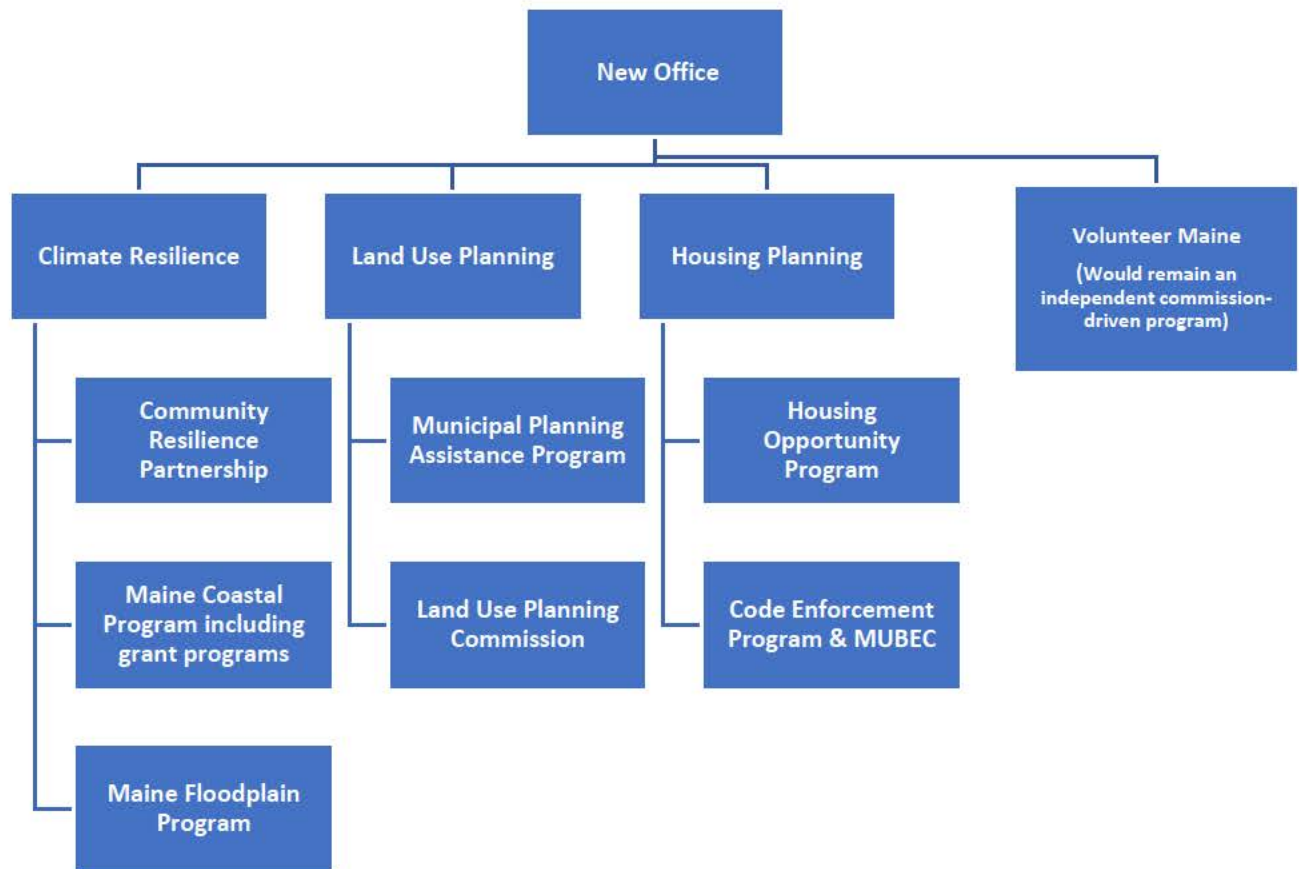 New Office
Climate Resilience
Land Use Planning
Housing Planning
Volunteer Maine
(Would remain an
independent commission-
driven program)
Community
Resilience
Partnership
Municipal Planning
Assistance Program
Housing
Opportunity
Program
Maine Coastal
Program including
grant programs
Land Use Planning
Commission
Code Enforcement
Program & MUBEC
Maine Floodplain
Program